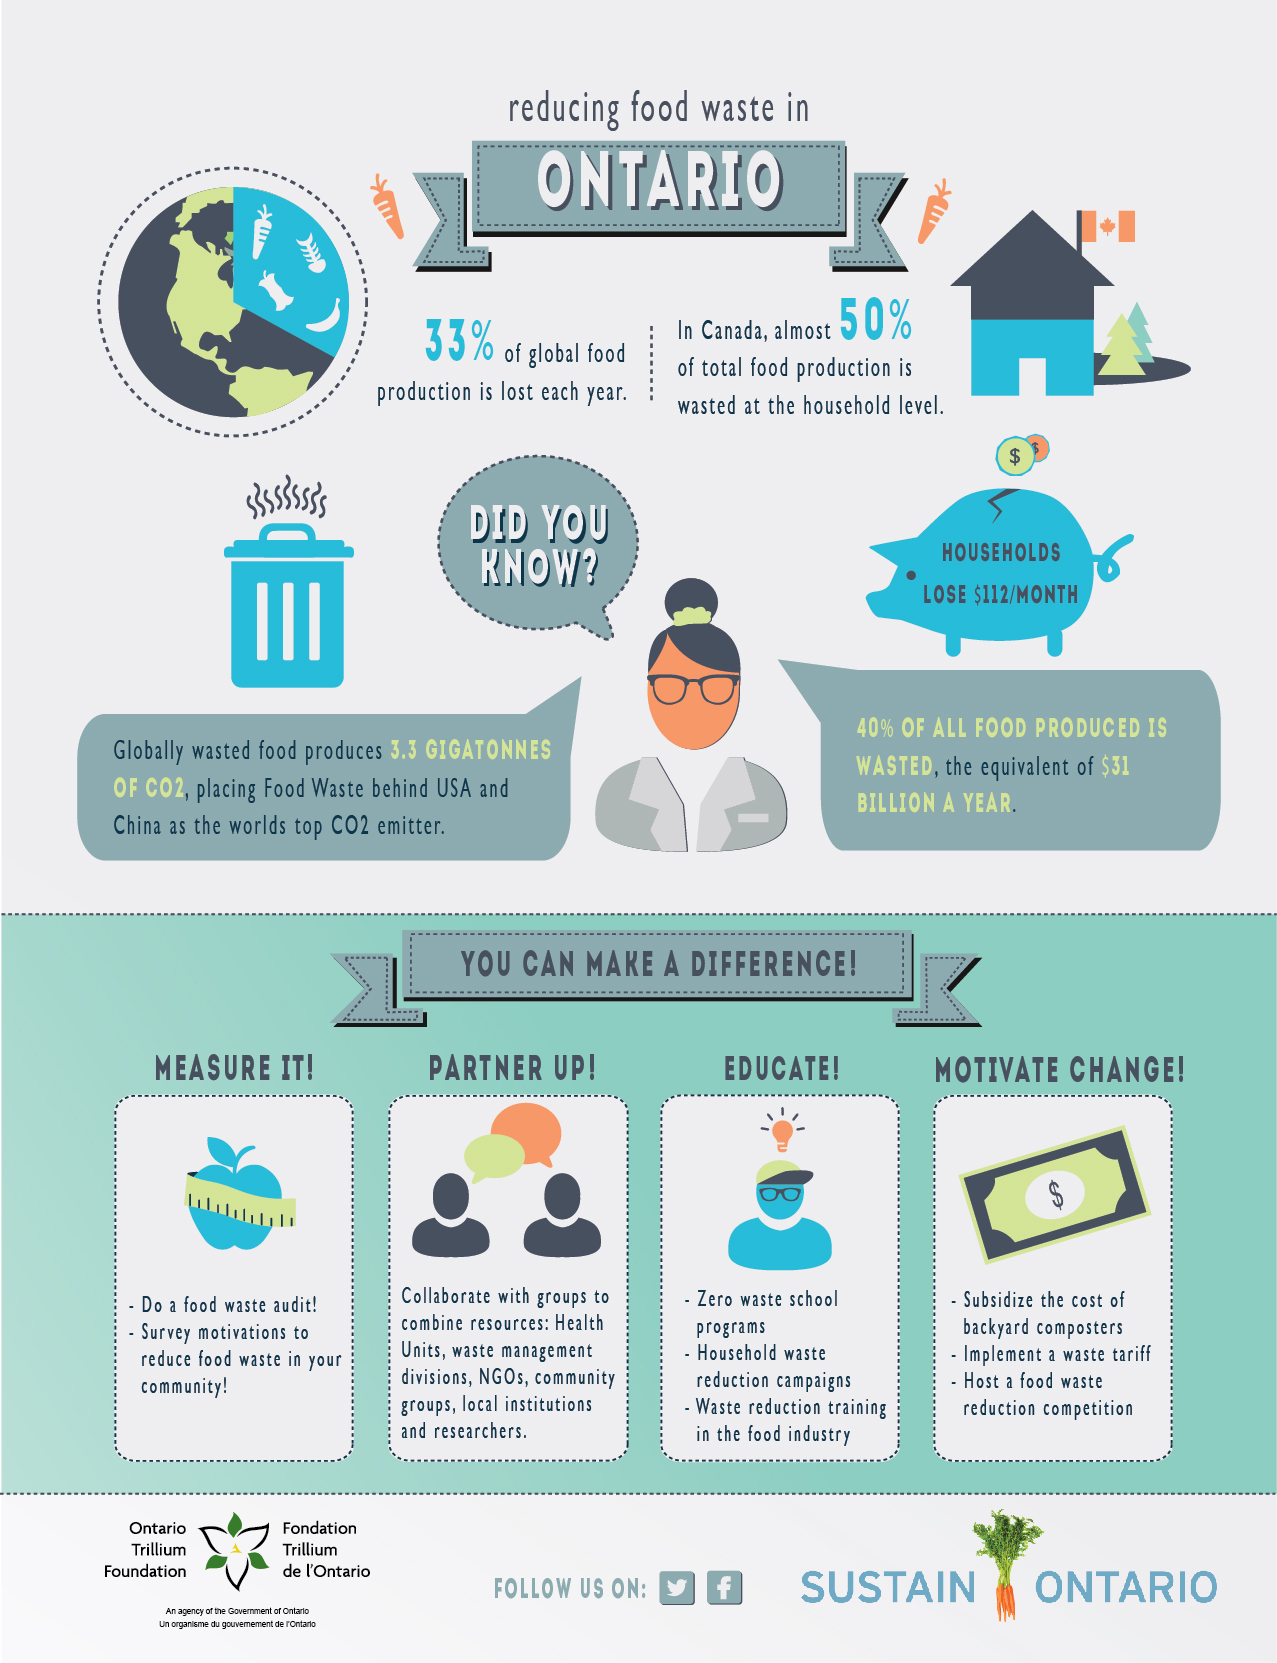 reducing food waste in
ONTARIO
33% of global food
production is lost each year.
In Canada, almost 50%
of total food production is
wasted at the household level.
$
$
DID YOU
KNOW?
HOUSEHOLDS
LOSE $112/MONTH
Globally wasted food produces 3.3 GIGATONNES
OF CO2, placing Food Waste behind USA and
China as the worlds top CO2 emitter.
40% OF ALL FOOD PRODUCED IS
WASTED, the equivalent of $31
BILLION A YEAR.
YOU CAN MAKE A DIFFERENCE!
MEASURE IT!
- Do a food waste audit!
- Survey motivations to
reduce food waste in your
community!
PARTNER UP!
Collaborate with groups to
combine resources: Health
Units, waste management
divisions, NGOs, community
groups, local institutions
and researchers.
EDUCATE!
- Zero waste school
programs
- Household waste
reduction campaigns
- Waste reduction training
in the food industry
MOTIVATE CHANGE!
$
- Subsidize the cost of
backyard composters
- Implement a waste tariff
- Host a food waste
reduction competition
Ontario
Trillium
Foundation
Fondation
Trillium
de l'Ontario
An agency of the Government of Ontario
Un organisme du gouvernement de l'Ontario
FOLLOW US ON:
SUSTAIN ONTARIO